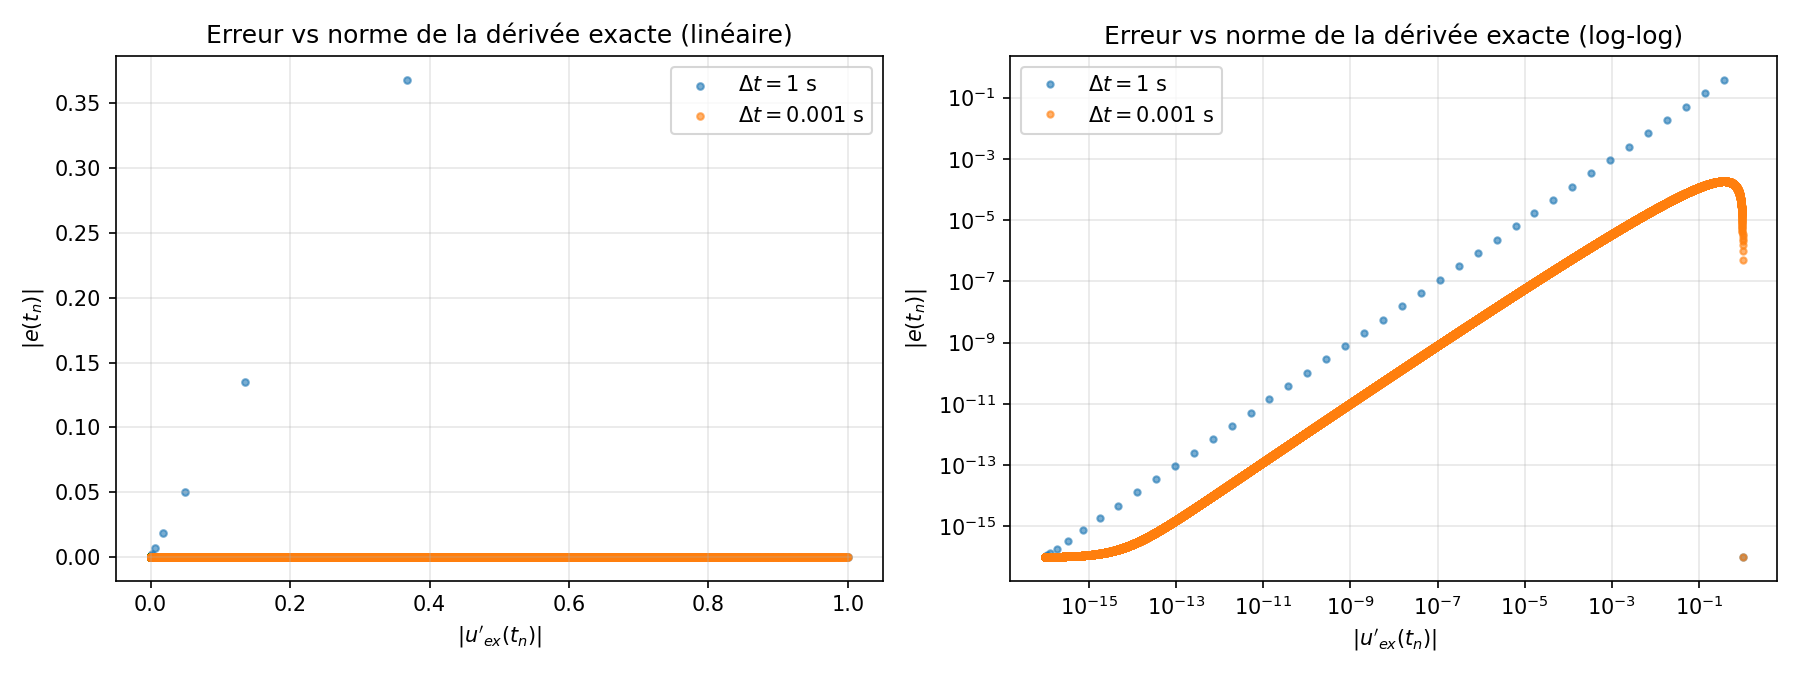 Erreur vs norme de la dérivée exacte (linéaire)
Δt = 1 s
Δt = 0.001 s
|e(t_n)|
0.35
0.30
0.25
0.20
0.15
0.10
0.05
0.00
0.0 0.2 0.4 0.6 0.8 1.0
|u'_{ex}(t_n)|
Erreur vs norme de la dérivée exacte (log-log)
Δt = 1 s
Δt = 0.001 s
|e(t_n)|
10^{-1}
10^{-3}
10^{-5}
10^{-7}
10^{-9}
10^{-11}
10^{-13}
10^{-15}
10^{-15} 10^{-13} 10^{-11} 10^{-9} 10^{-7} 10^{-5} 10^{-3} 10^{-1}
|u'_{ex}(t_n)|